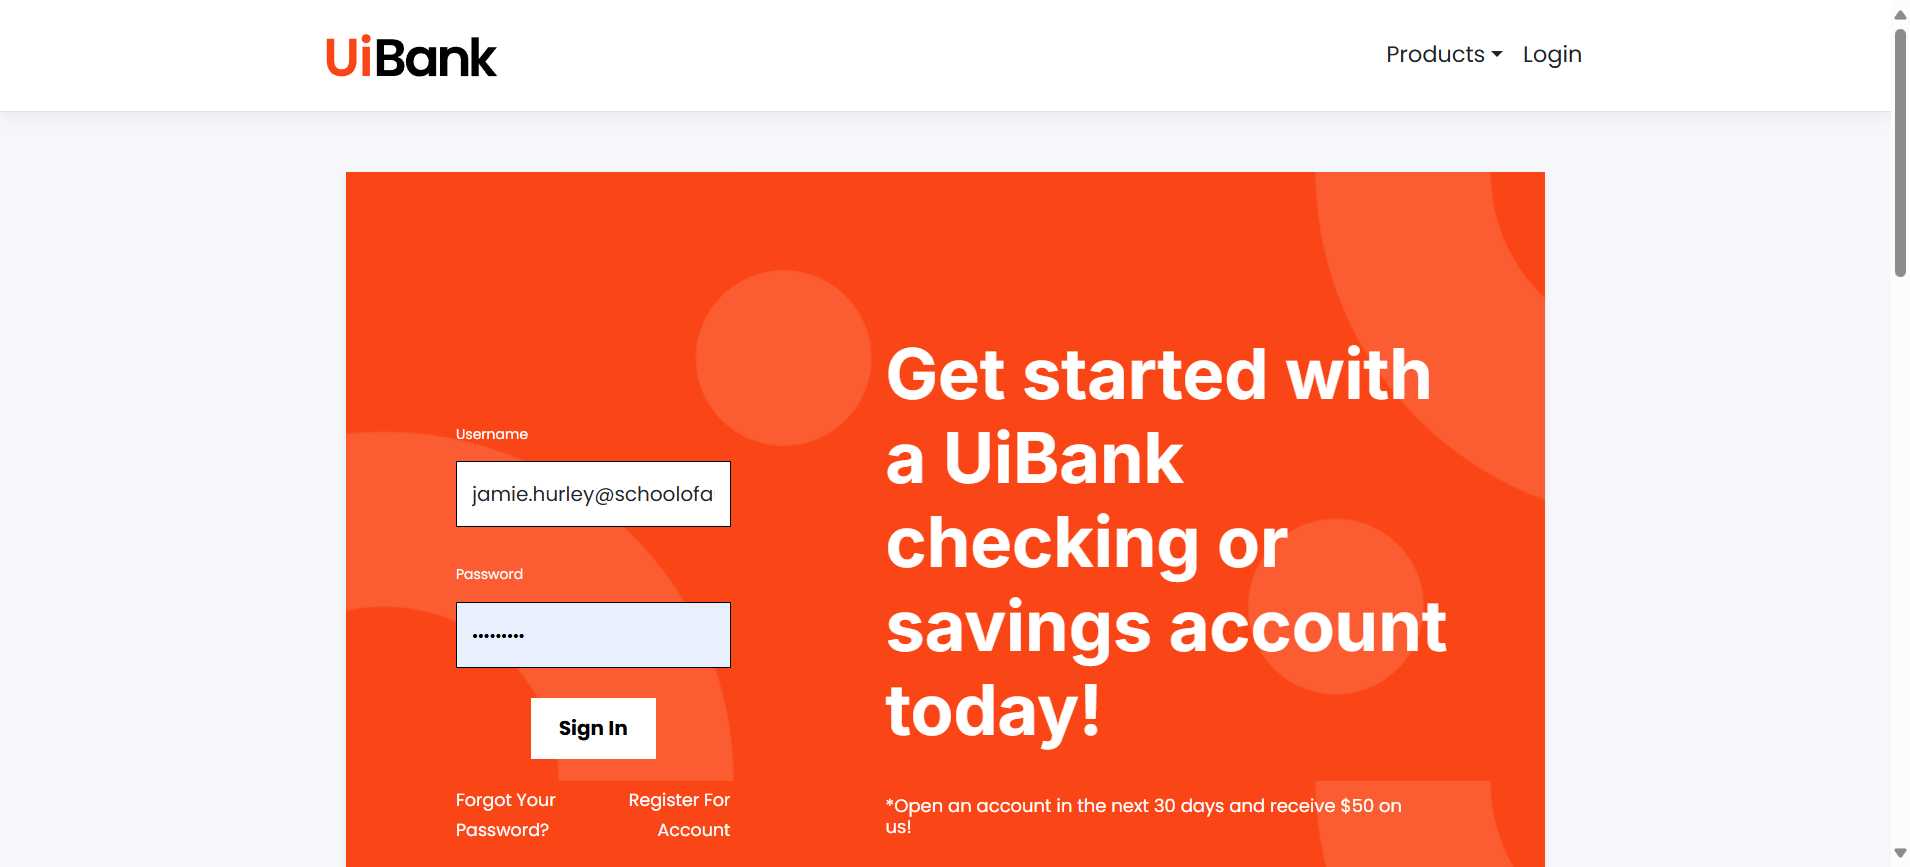 UiBank
Products
Login
Username
jamie.hurley@schoolofa
Password
•••••••••
Sign In
Forgot Your
Password?
Register For
Account
Get started with
a UiBank
checking or
savings account
today!
*Open an account in the next 30 days and receive $50 on
us!